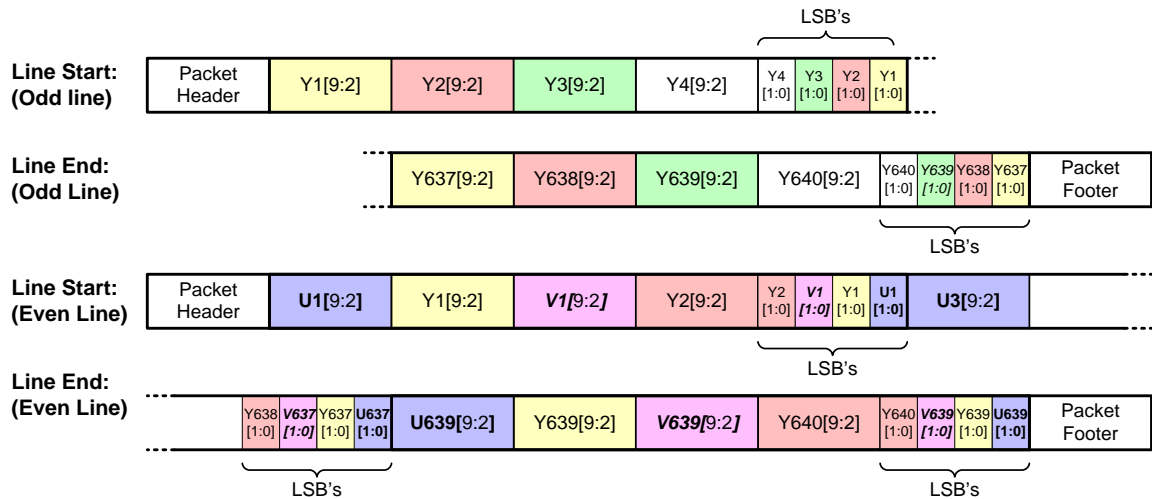 LSB's
Line Start:
(Odd line)
Packet
Header
Y1[9:2]
Y2[9:2]
Y3[9:2]
Y4[9:2]
Y4
[1:0]
Y3
[1:0]
Y2
[1:0]
Y1
[1:0]
Line End:
(Odd Line)
Y637[9:2]
Y638[9:2]
Y639[9:2]
Y640[9:2]
Y640
[1:0]
Y639
[1:0]
Y638
[1:0]
Y637
[1:0]
Packet
Footer
LSB's
Line Start:
(Even Line)
Packet
Header
U1[9:2]
Y1[9:2]
V1[9:2]
Y2[9:2]
Y2
[1:0]
V1
[1:0]
Y1
[1:0]
U1
[1:0]
U3[9:2]
LSB's
Line End:
(Even Line)
Y638
[1:0]
V637
[1:0]
Y637
[1:0]
U637
[1:0]
U639[9:2]
Y639[9:2]
V639[9:2]
Y640[9:2]
Y640
[1:0]
V639
[1:0]
Y639
[1:0]
U639
[1:0]
Packet
Footer
LSB's
LSB's